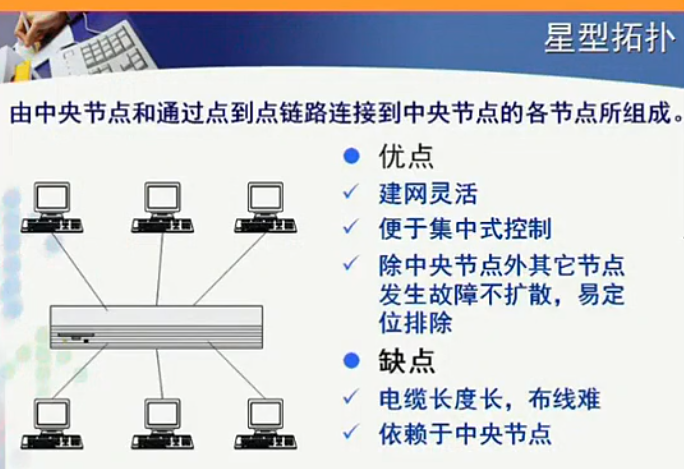 星型拓扑
由中央节点和通过点到点链路连接到中央节点的各节点所组成。
优点
建网灵活
便于集中式控制
除中央节点外其它节点
发生故障不扩散，易定
位排除
缺点
电缆长度长，布线难
依赖于中央节点